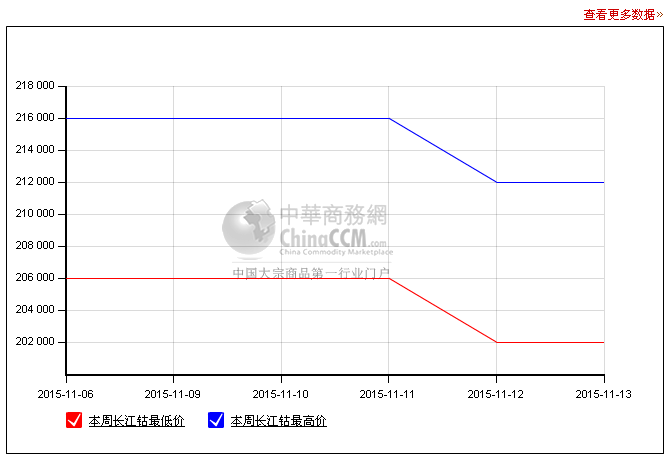 查看更多数据»
218 000
216 000
214 000
212 000
210 000
208 000
206 000
204 000
202 000
中華商務網
ChinaCCM.com
China Commodity Marketplace
中国大宗商品第一行业门户
2015-11-06 2015-11-09 2015-11-10 2015-11-11 2015-11-12 2015-11-13
本周长江钴最低价 本周长江钴最高价